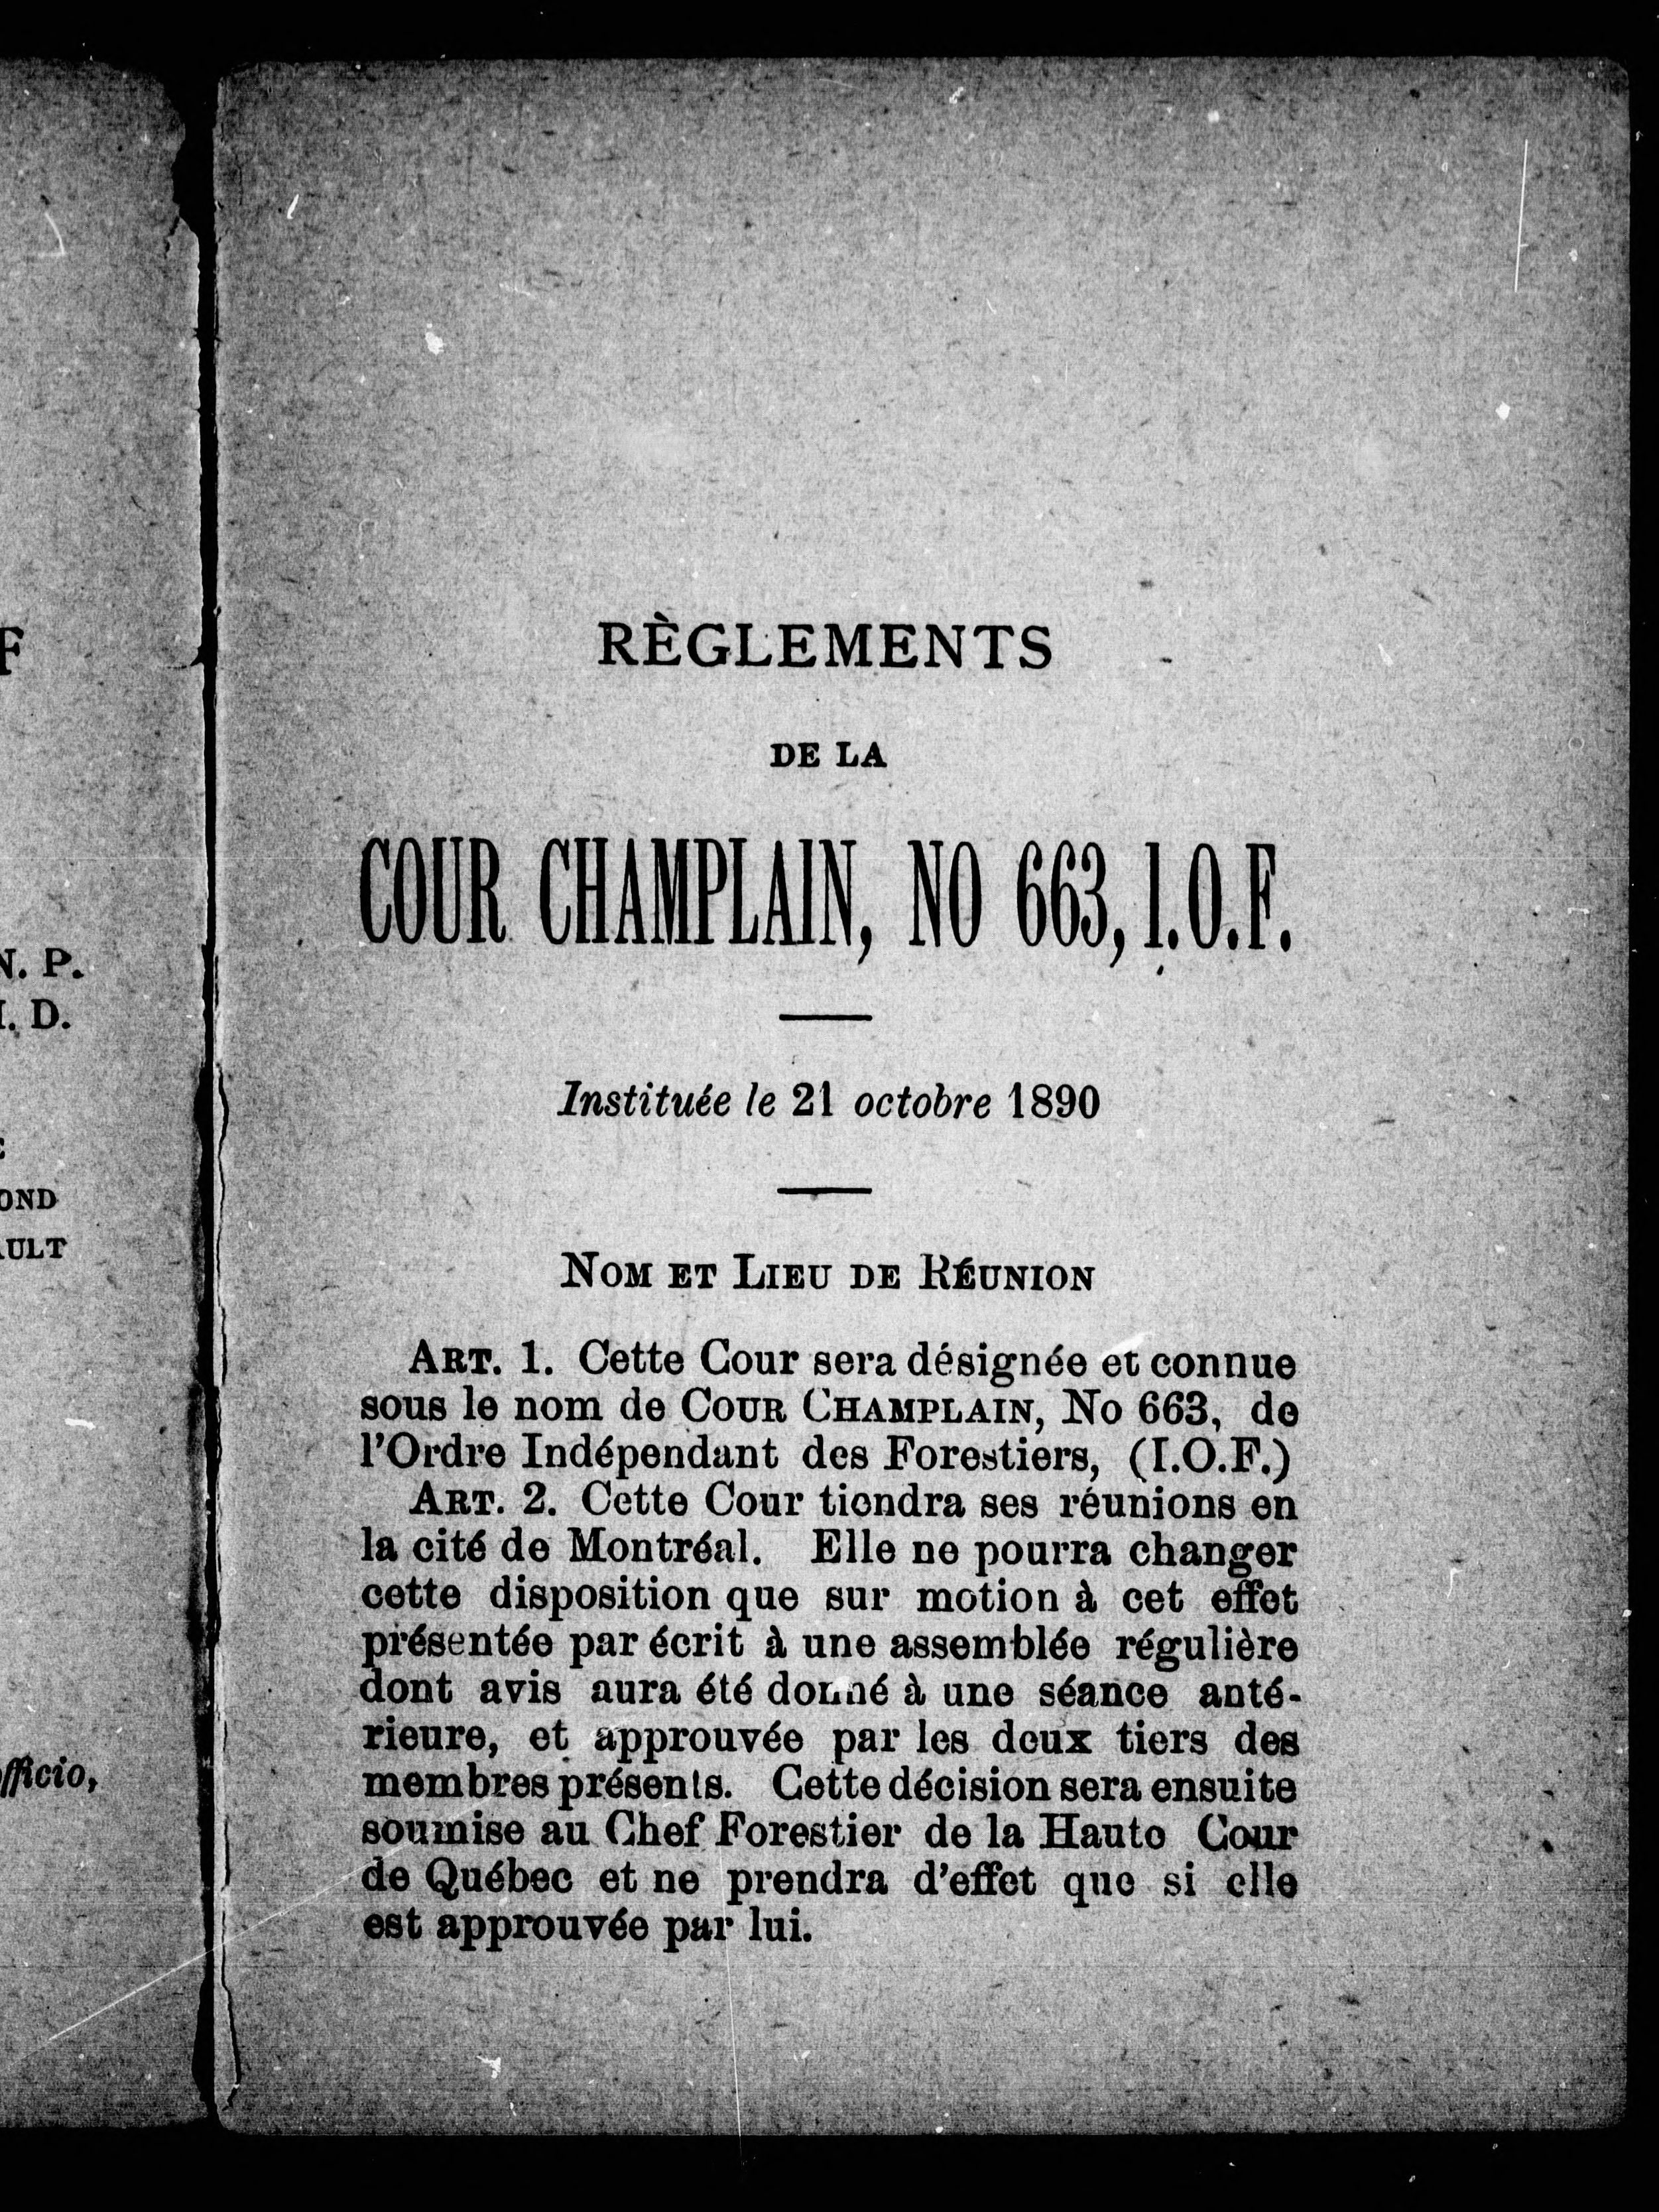 F
N. P.
. D.
OND
AULT
officio,
RÈGLEMENTS
DE LA
COUR CHAMPLAIN, NO 663, I.O.F.
Instituée le 21 octobre 1890
NOM ET LIEU DE RÉUNION
ART. 1. Cette Cour sera désignée et connue
sous le nom de COUR CHAMPLAIN, No 663, de
l'Ordre Indépendant des Forestiers, (I.O.F.)
ART. 2. Cette Cour tiendra ses réunions en
la cité de Montréal. Elle ne pourra changer
cette disposition que sur motion à cet effet
présentée par écrit à une assemblée régulière
dont avis aura été donné à une séance anté-
rieure, et approuvée par les deux tiers des
membres présents. Cette décision sera ensuite
soumise au Chef Forestier de la Haute Cour
de Québec et ne prendra d'effet que si elle
est approuvée par lui.